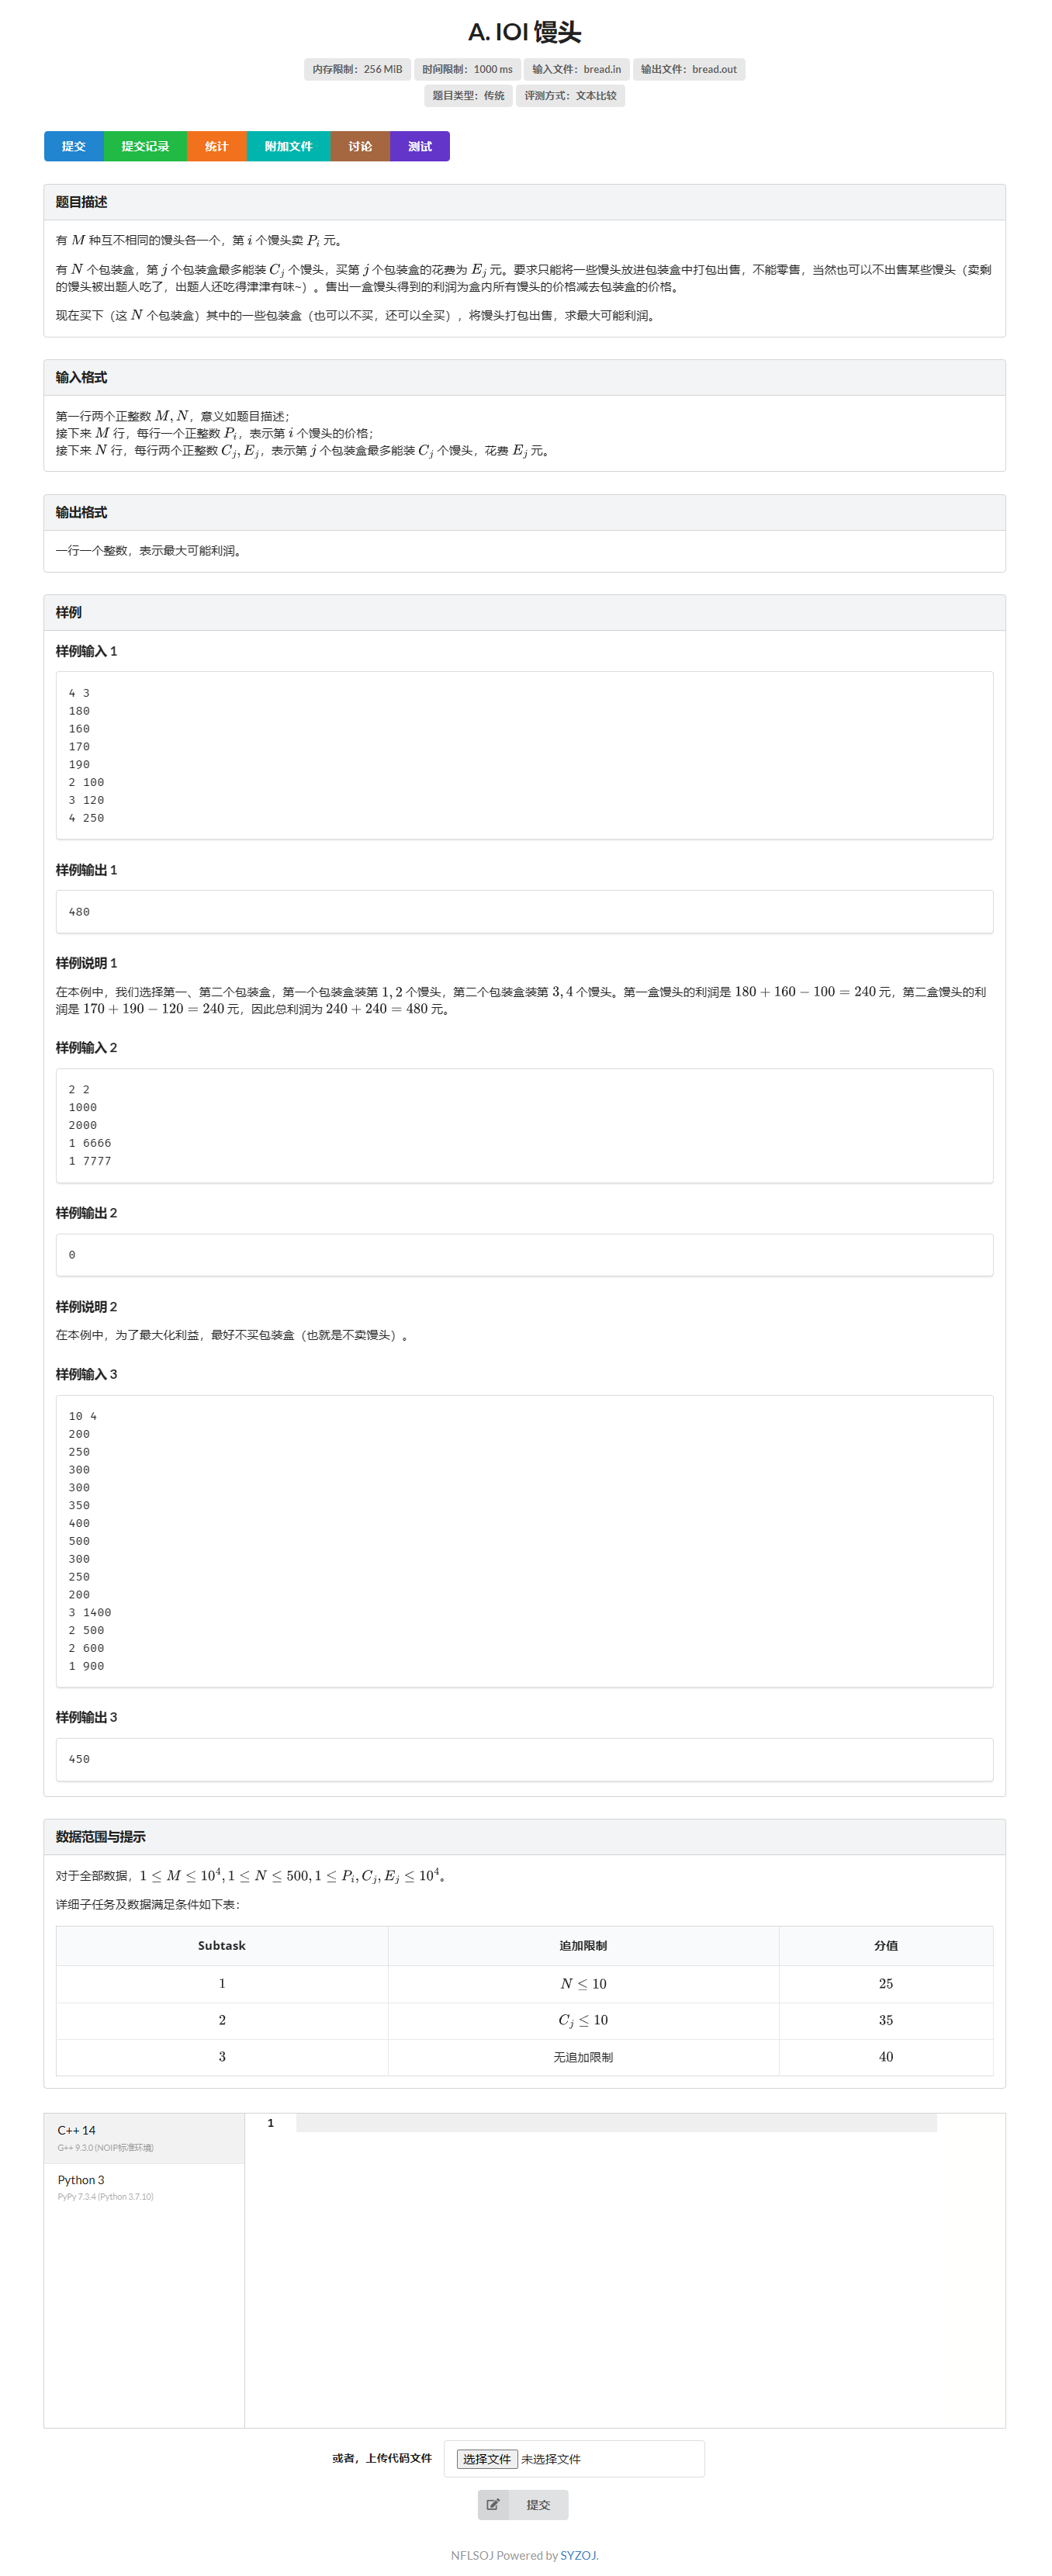 A. IOI 馒头
内存限制：256 MiB 时间限制：1000 ms 输入文件：bread.in 输出文件：bread.out
题目类型：传统 评测方式：文本比较
提交 提交记录 统计 附加文件 讨论 测试
题目描述
有 M 种互不相同的馒头各一个，第 i 个馒头卖 P_i 元。
有 N 个包装盒，第 j 个包装盒最多能装 C_j 个馒头，买第 j 个包装盒的花费为 E_j 元。要求只能将一些馒头放进包装盒中打包出售，不能零售，当然也可以不出售某些馒头（卖剩
的馒头被出题人吃了，出题人还吃得津津有味~）。售出一盒馒头得到的利润为盒内所有馒头的价格减去包装盒的价格。
现在买下（这 N 个包装盒）其中的一些包装盒（也可以不买，还可以全买），将馒头打包出售，求最大可能利润。
输入格式
第一行两个正整数 M, N，意义如题目描述；
接下来 M 行，每行一个正整数 P_i，表示第 i 个馒头的价格；
接下来 N 行，每行两个正整数 C_j, E_j，表示第 j 个包装盒最多能装 C_j 个馒头，花费 E_j 元。
输出格式
一行一个整数，表示最大可能利润。
样例
样例输入 1
4 3
180
160
170
190
2 100
3 120
4 250
样例输出 1
480
样例说明 1
在本例中，我们选择第一、第二个包装盒，第一个包装盒装第 1, 2 个馒头，第二个包装盒装第 3, 4 个馒头。第一盒馒头的利润是 180 + 160 − 100 = 240 元，第二盒馒头的利
润是 170 + 190 − 120 = 240 元，因此总利润为 240 + 240 = 480 元。
样例输入 2
2 2
1000
2000
1 6666
1 7777
样例输出 2
0
样例说明 2
在本例中，为了最大化利益，最好不买包装盒（也就是不卖馒头）。
样例输入 3
10 4
200
250
300
300
350
400
500
300
250
200
3 1400
2 500
2 600
1 900
样例输出 3
450
数据范围与提示
对于全部数据，1 ≤ M ≤ 10^4, 1 ≤ N ≤ 500, 1 ≤ P_i, C_j, E_j ≤ 10^4。
详细子任务及数据满足条件如下表：
Subtask 追加限制 分值
1 N ≤ 10 25
2 C_j ≤ 10 35
3 无追加限制 40
C++ 14 1
G++ 9.3.0 (NOIP标准环境)
Python 3
PyPy 7.3.4 (Python 3.7.10)
或者，上传代码文件 选择文件 未选择文件
提交
NFLSOJ Powered by SYZOJ.